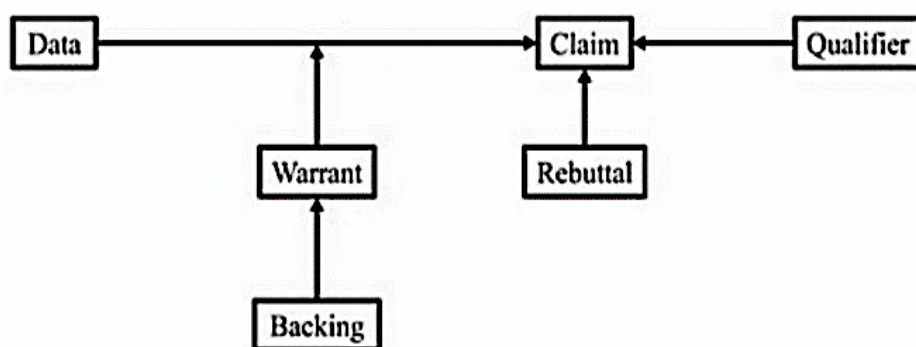 Data
Claim
Qualifier
Warrant
Rebuttal
Backing